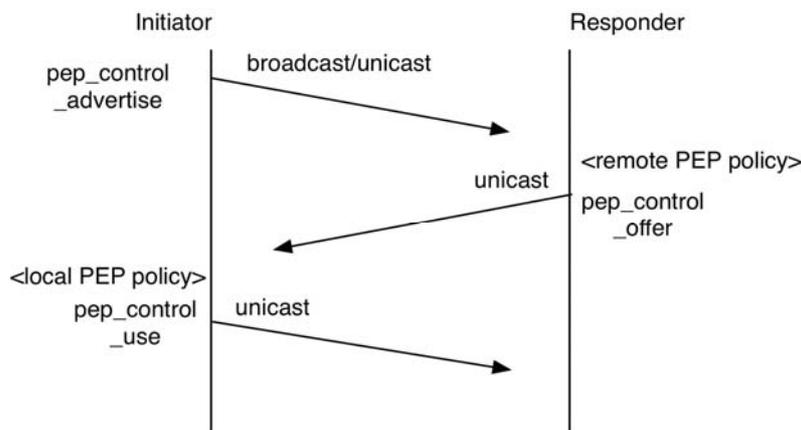 Initiator
Responder
broadcast/unicast
pep_control
_advertise
<remote PEP policy>
unicast
pep_control
_offer
<local PEP policy>
pep_control
_use
unicast